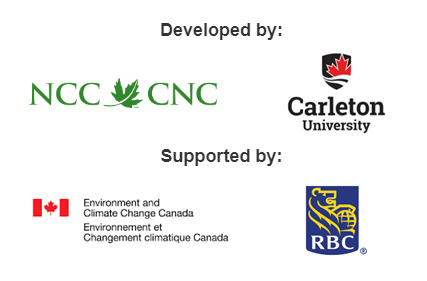 Developed by:
NCC CNC
Carleton
University
Supported by:
Environment and
Climate Change Canada
Environnement et
Changement climatique Canada
RBC®